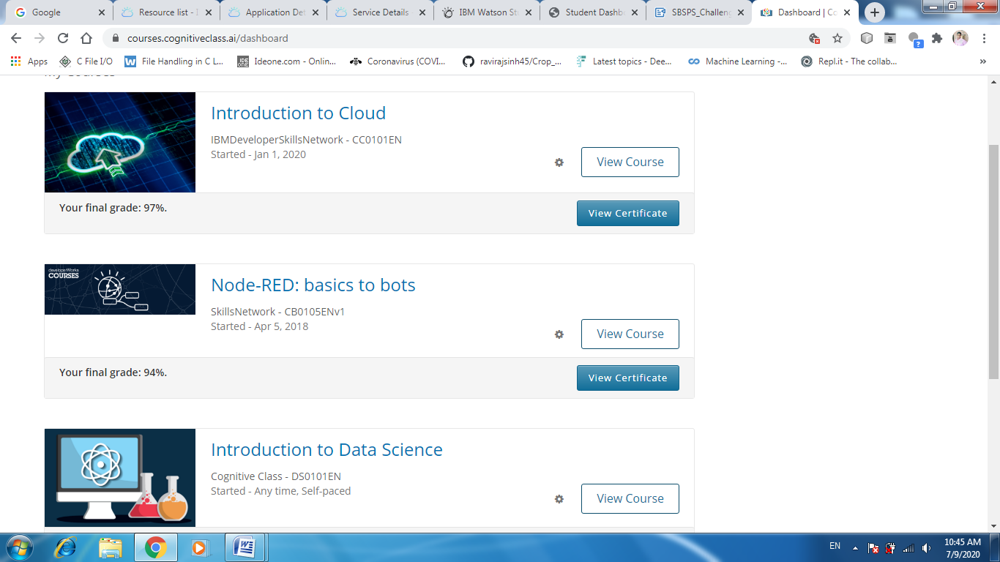 Google
Resource list - I
Application Det
Service Details
IBM Watson St
Student Dashb
SBSPS_Challen
Dashboard | Co
courses.cognitiveclass.ai/dashboard
Apps
C File I/O
File Handling in C L...
Ideone.com - Onlin...
Coronavirus (COVI...
ravirajsinh45/Crop_...
Latest topics - Dee...
Machine Learning -...
Repl.it - The collab...
»
My Courses
Introduction to Cloud
IBMDeveloperSkillsNetwork - CC0101EN
Started - Jan 1, 2020
View Course
Your final grade: 97%.
View Certificate
developerWorks
COURSES
Node-RED: basics to bots
SkillsNetwork - CB0105ENv1
Started - Apr 5, 2018
View Course
Your final grade: 94%.
View Certificate
Introduction to Data Science
Cognitive Class - DS0101EN
Started - Any time, Self-paced
View Course
EN
10:45 AM
7/9/2020